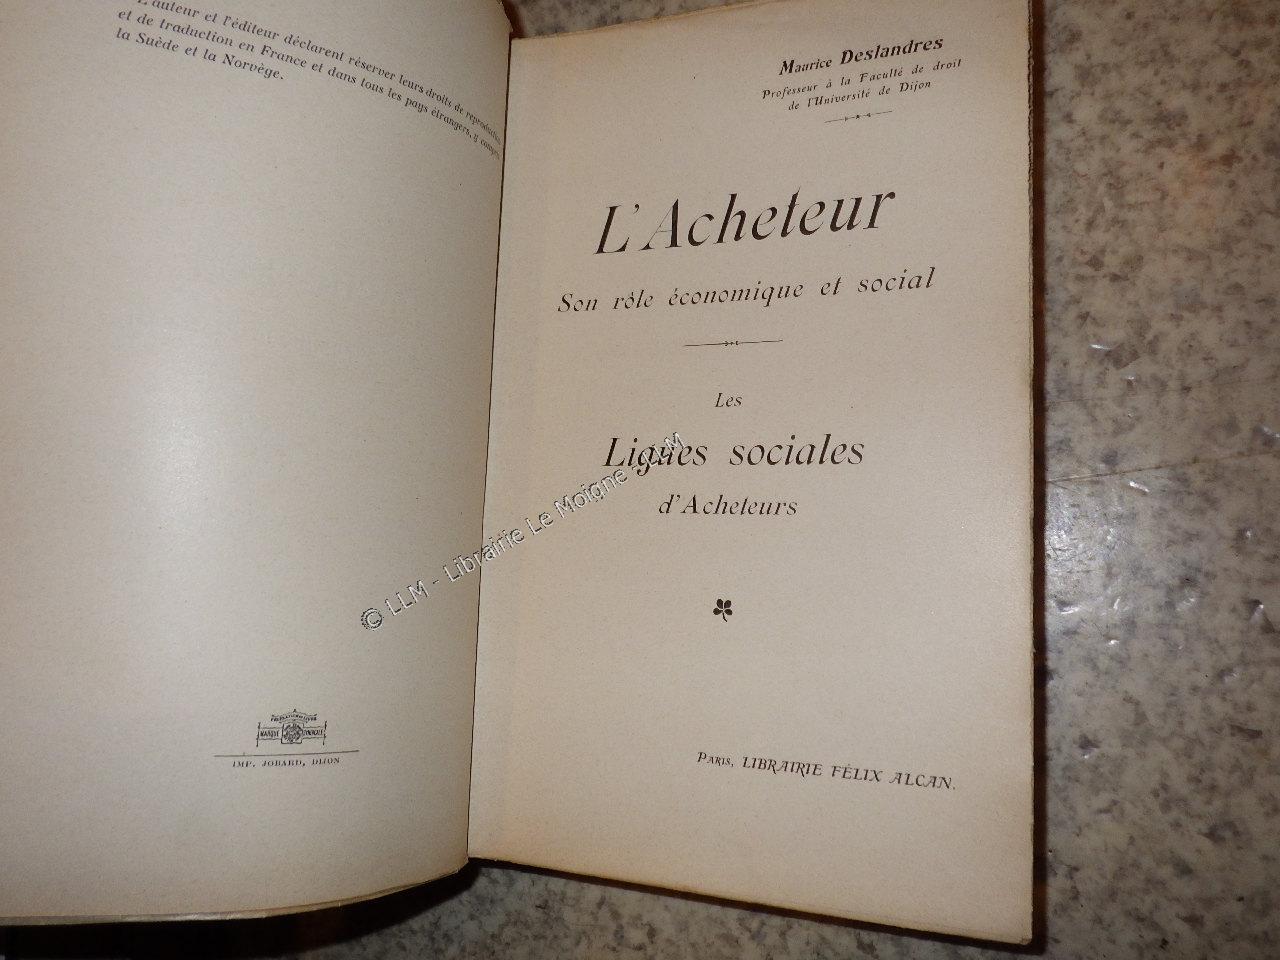 L'auteur et l'éditeur déclarent réserver leurs droits de reproduction
et de traduction en France et dans tous les pays étrangers, y compris
la Suède et la Norvège.
MARQUE SYNDICALE
IMP. JOBARD, DIJON
Maurice Deslandres
Professeur à la Faculté de droit
de l'Université de Dijon
L'Acheteur
Son rôle économique et social
Les
Ligues sociales
d'Acheteurs
PARIS, LIBRAIRIE FÉLIX ALCAN.
© LLM - Librairie Le Moigne - LLM